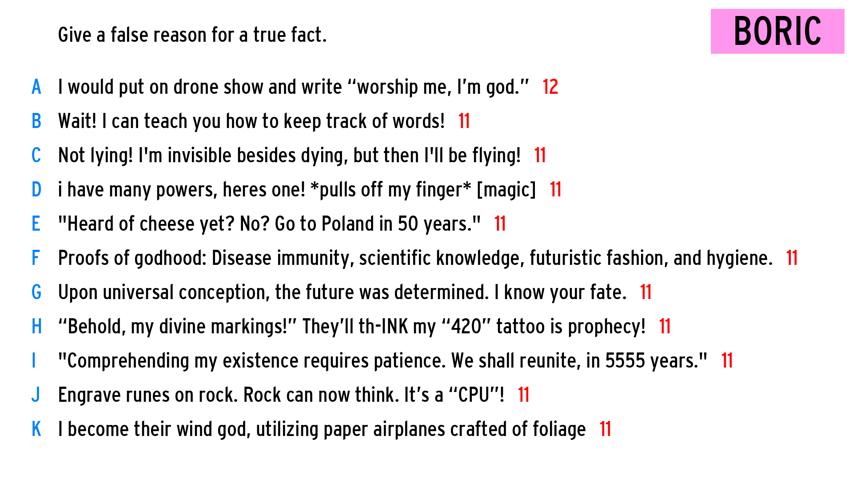 Give a false reason for a true fact.
BORIC
A I would put on drone show and write “worship me, I’m god.” 12
B Wait! I can teach you how to keep track of words! 11
C Not lying! I'm invisible besides dying, but then I'll be flying! 11
D i have many powers, heres one! *pulls off my finger* [magic] 11
E "Heard of cheese yet? No? Go to Poland in 50 years." 11
F Proofs of godhood: Disease immunity, scientific knowledge, futuristic fashion, and hygiene. 11
G Upon universal conception, the future was determined. I know your fate. 11
H “Behold, my divine markings!” They’ll th-INK my “420” tattoo is prophecy! 11
I "Comprehending my existence requires patience. We shall reunite, in 5555 years." 11
J Engrave runes on rock. Rock can now think. It’s a “CPU”! 11
K I become their wind god, utilizing paper airplanes crafted of foliage 11